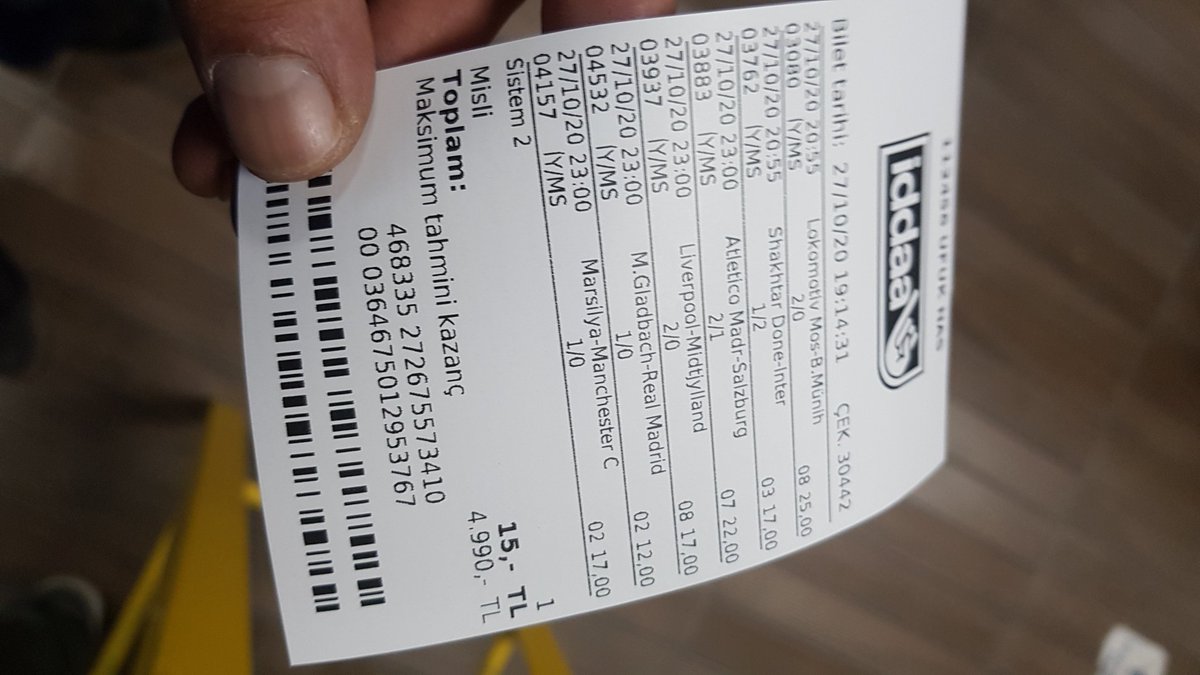 iddaa
Bilet tarihi: 27/10/20 19:14:31 ÇEK. 30442
27/10/20 20:55 Lokomotiv Mos-B.Münih
03080 İY/MS 2/0 08 25,00
27/10/20 20:55 Shakhtar Done-Inter
03762 İY/MS 1/2 03 17,00
27/10/20 23:00 Atletico Madr-Salzburg
03883 İY/MS 2/1 07 22,00
27/10/20 23:00 Liverpool-Midtjylland
03937 İY/MS 2/0 08 17,00
27/10/20 23:00 M.Gladbach-Real Madrid
04532 İY/MS 1/0 02 12,00
27/10/20 23:00 Marsilya-Manchester C
04157 İY/MS 1/0 02 17,00
Sistem 2
Misli 1
Toplam: 15,- TL
Maksimum tahmini kazanç 4.990,- TL
468335 272675573410
00 0364675012953767